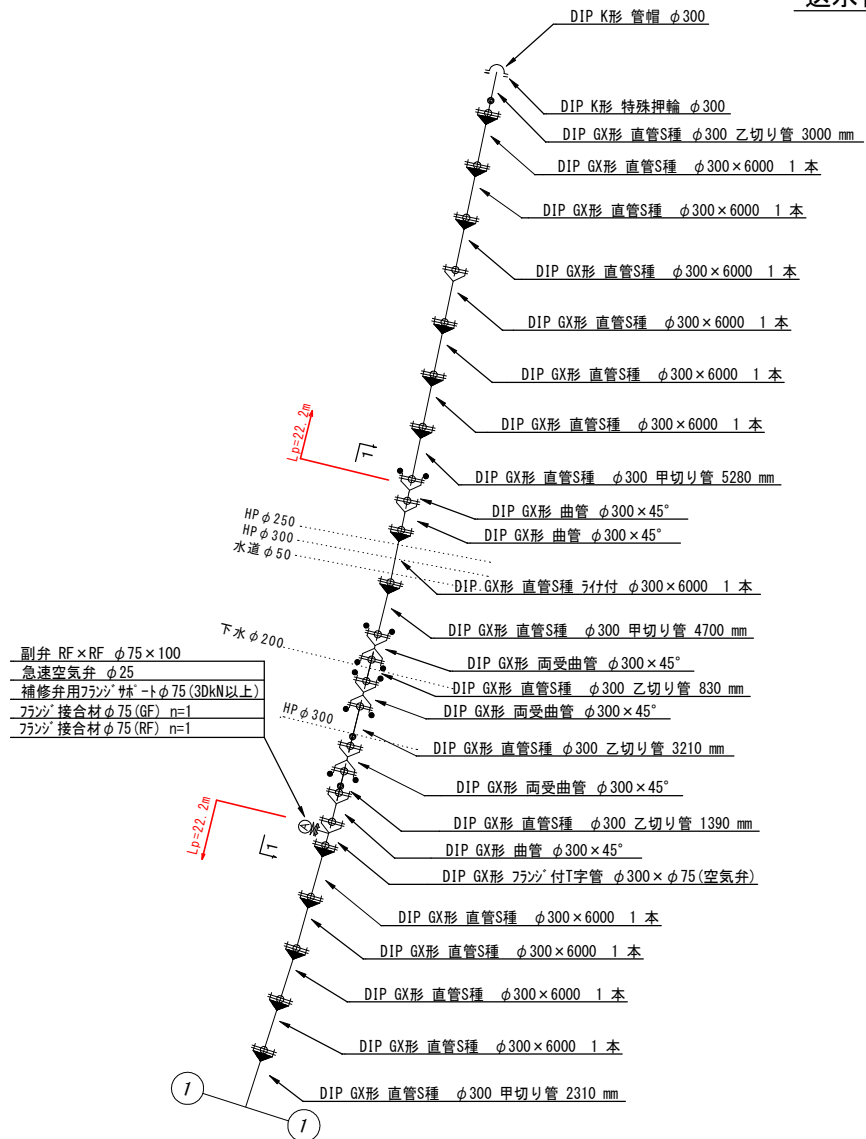 DIP K形 管帽 φ300
DIP K形 特殊押輪 φ300
DIP GX形 直管S種 φ300 乙切り管 3000 mm
DIP GX形 直管S種 φ300×6000 1 本
DIP GX形 直管S種 φ300×6000 1 本
DIP GX形 直管S種 φ300×6000 1 本
DIP GX形 直管S種 φ300×6000 1 本
DIP GX形 直管S種 φ300×6000 1 本
DIP GX形 直管S種 φ300×6000 1 本
Lp=22.2m
1
DIP GX形 直管S種 φ300 甲切り管 5280 mm
DIP GX形 曲管 φ300×45°
DIP GX形 曲管 φ300×45°
HPφ250
HPφ300
水道φ50
DIP GX形 直管S種 ﾗｲﾅ付 φ300×6000 1 本
DIP GX形 直管S種 φ300 甲切り管 4700 mm
下水φ200
DIP GX形 両受曲管 φ300×45°
DIP GX形 直管S種 φ300 乙切り管 830 mm
DIP GX形 両受曲管 φ300×45°
HPφ300
DIP GX形 直管S種 φ300 乙切り管 3210 mm
DIP GX形 両受曲管 φ300×45°
DIP GX形 直管S種 φ300 乙切り管 1390 mm
DIP GX形 曲管 φ300×45°
DIP GX形 ﾌﾗﾝｼﾞ付T字管 φ300×φ75(空気弁)
副弁 RF×RF φ75×100
急速空気弁 φ25
補修弁用ﾌﾗﾝｼﾞｻﾎﾟｰﾄφ75(3DkN以上)
ﾌﾗﾝｼﾞ接合材φ75(GF) n=1
ﾌﾗﾝｼﾞ接合材φ75(RF) n=1
A
Lp=22.2m
1
DIP GX形 直管S種 φ300×6000 1 本
DIP GX形 直管S種 φ300×6000 1 本
DIP GX形 直管S種 φ300×6000 1 本
DIP GX形 直管S種 φ300×6000 1 本
DIP GX形 直管S種 φ300 甲切り管 2310 mm
1
1